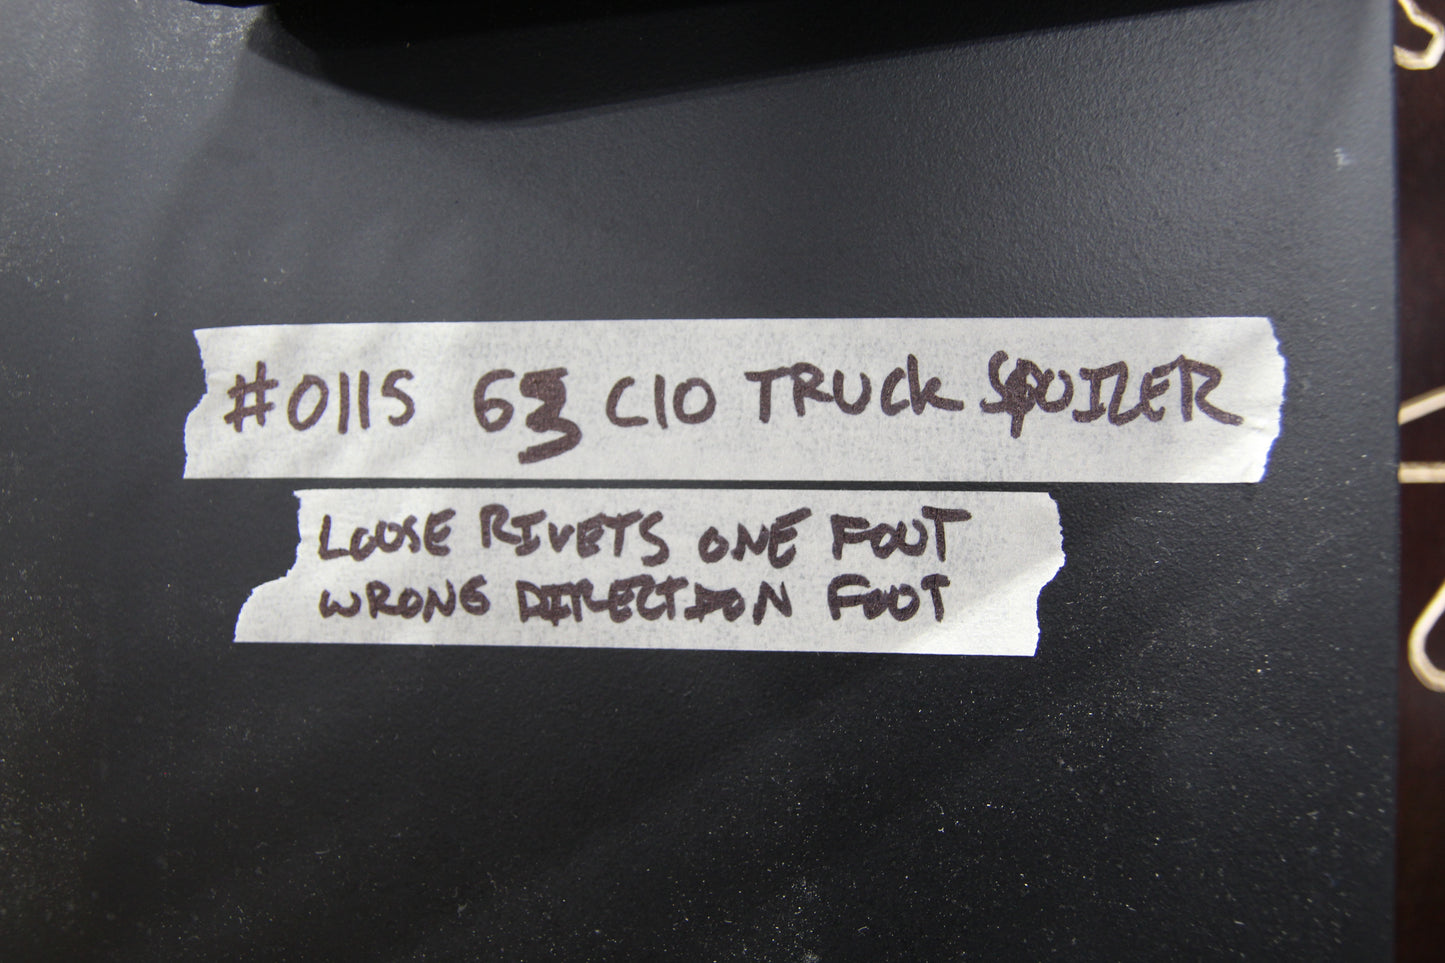 #0115 63 C10 TRUCK SPOILER
LOOSE RIVETS ONE FOOT
WRONG DIRECTION FOOT